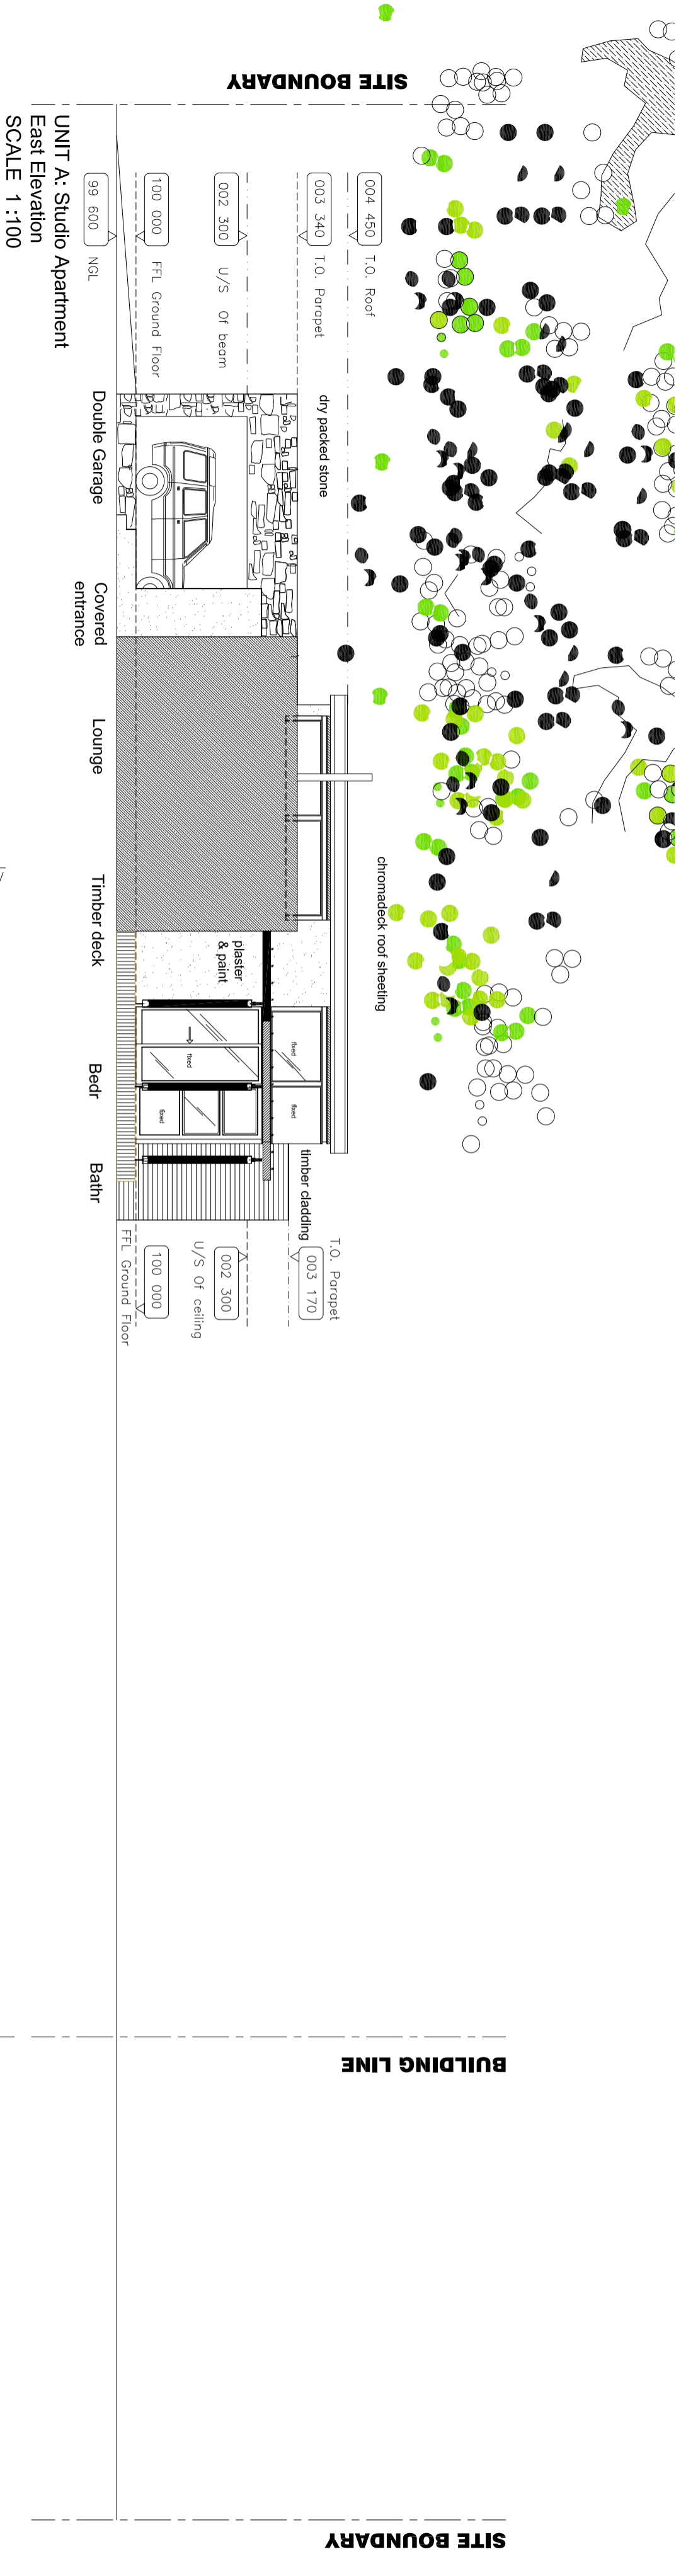 SITE BOUNDARY
004 450 T.O. Roof
003 340 T.O. Parapet
002 300 U/S Of beam
100 000 FFL Ground Floor
99 600 NGL
dry packed stone
chromadeck roof sheeting
plaster
& paint
fixed
fixed
fixed
fixed
timber cladding
T.O. Parapet
003 170
002 300
U/S Of ceiling
100 000
FFL Ground Floor
Double Garage
Covered
entrance
Lounge
Timber deck
Bedr
Bathr
UNIT A: Studio Apartment
East Elevation
SCALE 1:100
BUILDING LINE
SITE BOUNDARY